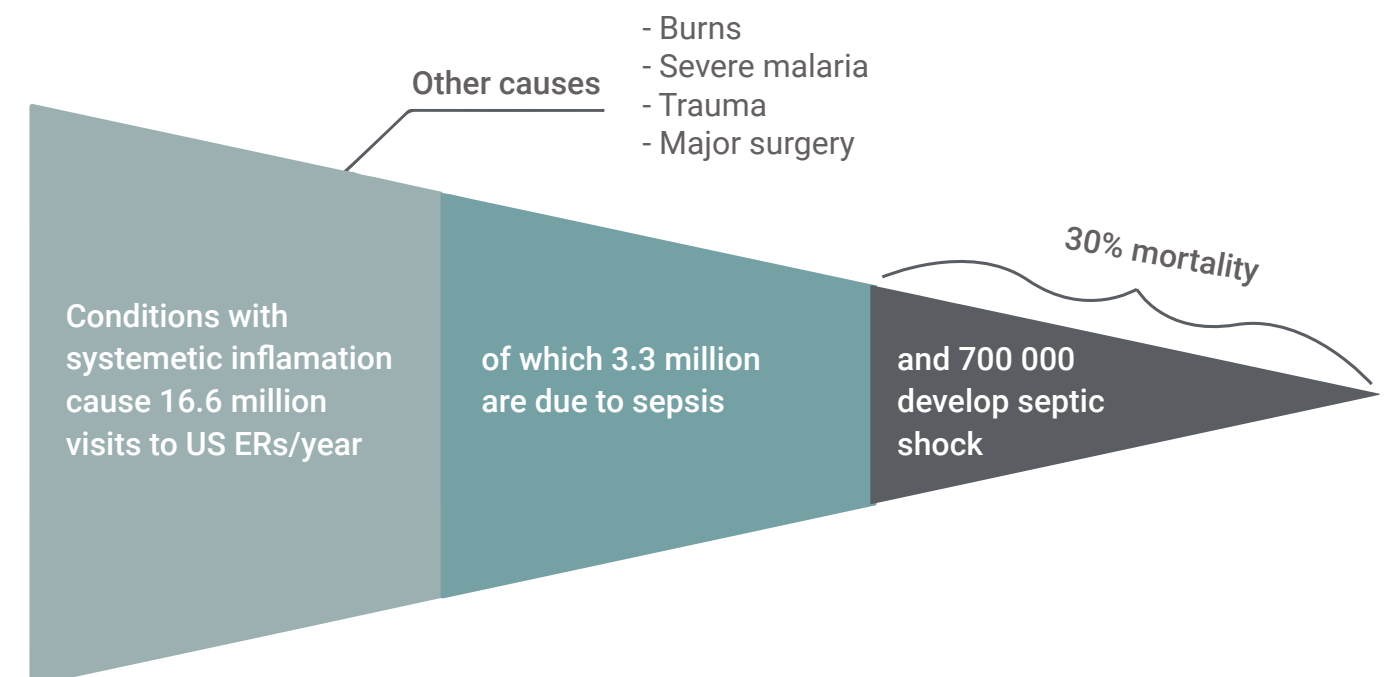 - Burns
- Severe malaria
- Trauma
- Major surgery
Other causes
30% mortality
Conditions with
systemetic inflamation
cause 16.6 million
visits to US ERs/year
of which 3.3 million
are due to sepsis
and 700 000
develop septic
shock